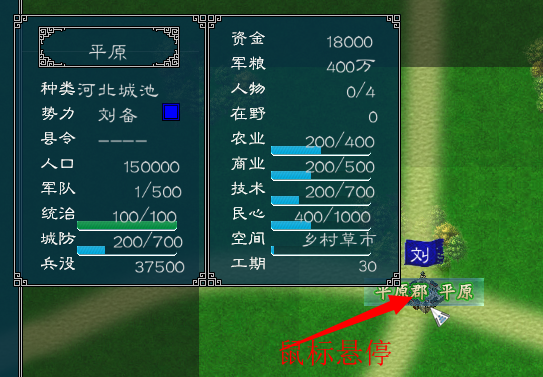 平原
种类 河北城池
势力 刘备
县令 ----
人口 150000
军队 1/500
统治 100/100
城防 200/700
兵没 37500
资金 18000
军粮 400万
人物 0/4
在野 0
农业 200/400
商业 200/500
技术 200/700
民心 400/1000
空间 乡村草市
工期 30
刘
平原郡 平原
鼠标悬停